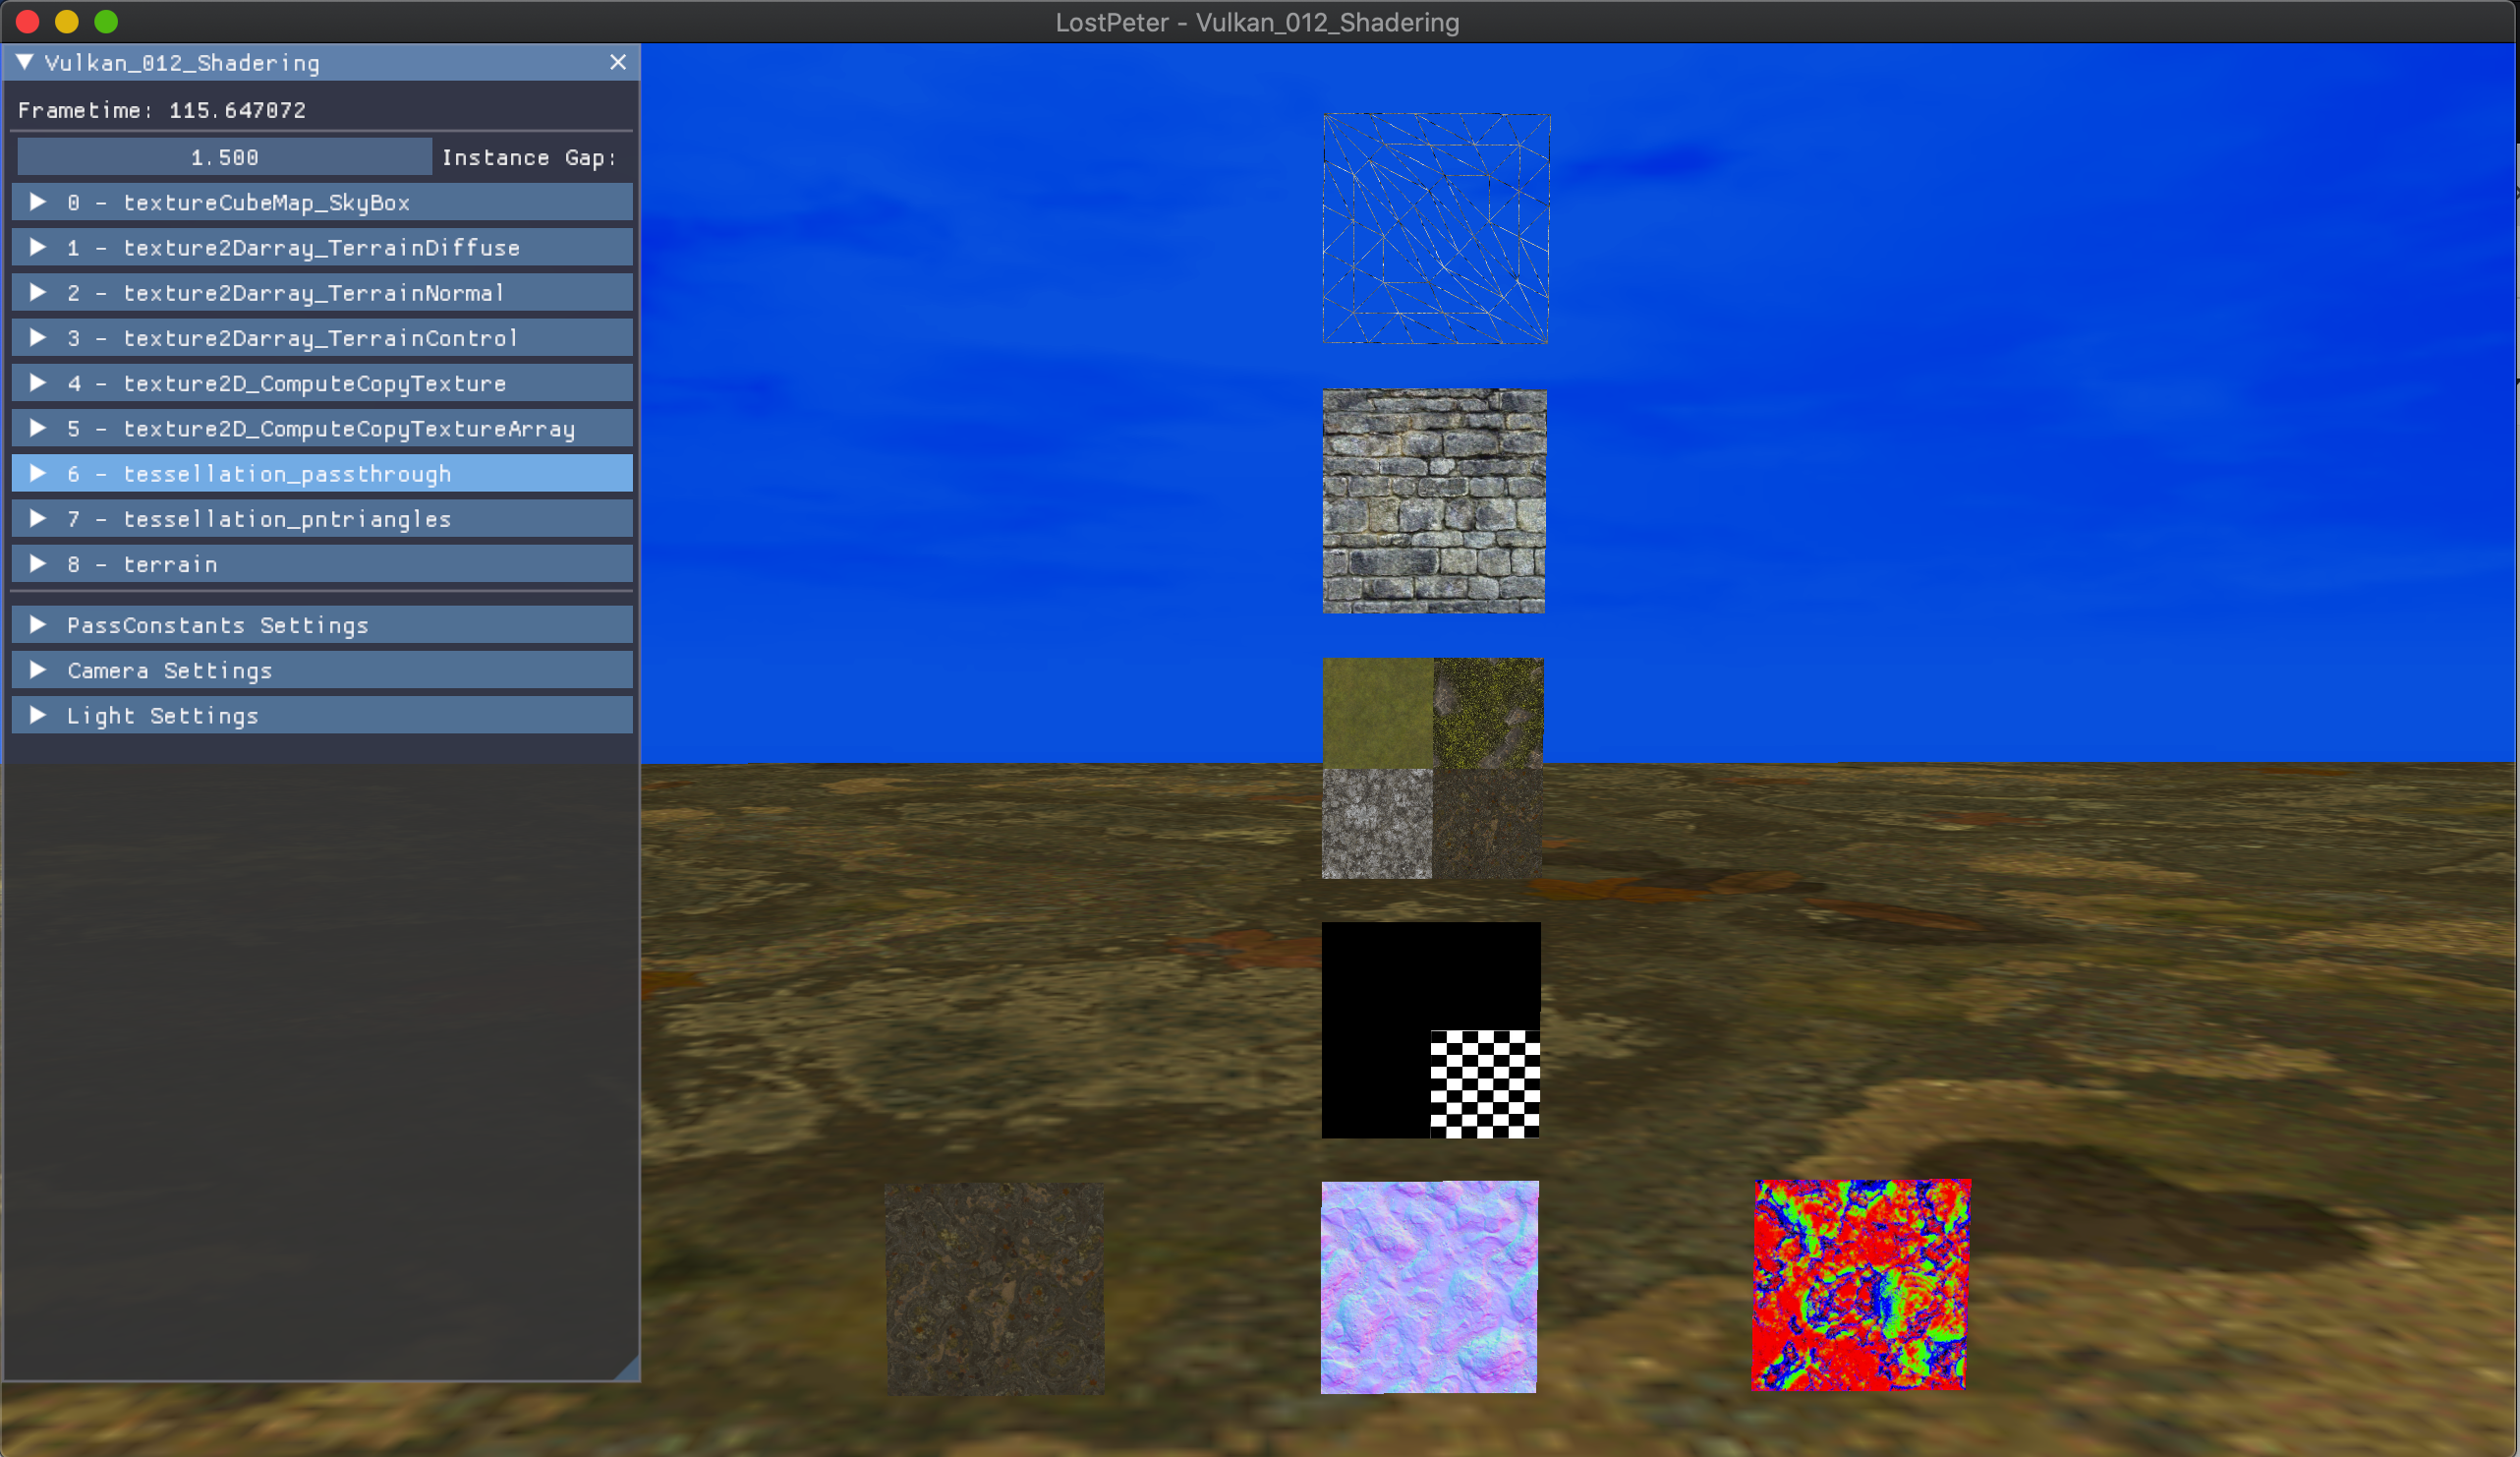 LostPeter - Vulkan_012_Shadering
Vulkan_012_Shadering
Frametime: 115.647072
1.500 Instance Gap:
0 - textureCubeMap_SkyBox
1 - texture2Darray_TerrainDiffuse
2 - texture2Darray_TerrainNormal
3 - texture2Darray_TerrainControl
4 - texture2D_ComputeCopyTexture
5 - texture2D_ComputeCopyTextureArray
6 - tessellation_passthrough
7 - tessellation_pntriangles
8 - terrain
PassConstants Settings
Camera Settings
Light Settings